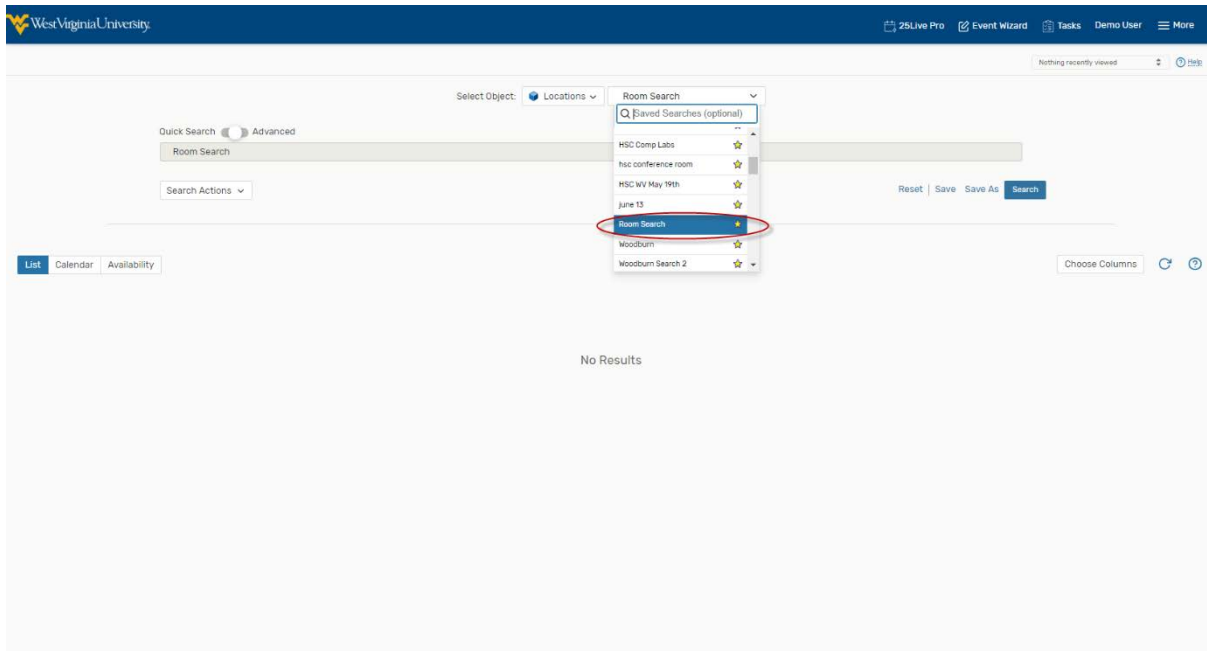 WestVirginiaUniversity.
25Live Pro Event Wizard Tasks Demo User More
Nothing recently viewed Help
Select Object: Locations Room Search
Saved Searches (optional)
Quick Search Advanced
Room Search
HSC Comp Labs
hsc conference room
HSC WV May 19th
june 13
Room Search
Woodburn
Woodburn Search 2
Search Actions
Reset | Save Save As Search
List Calendar Availability
Choose Columns
No Results